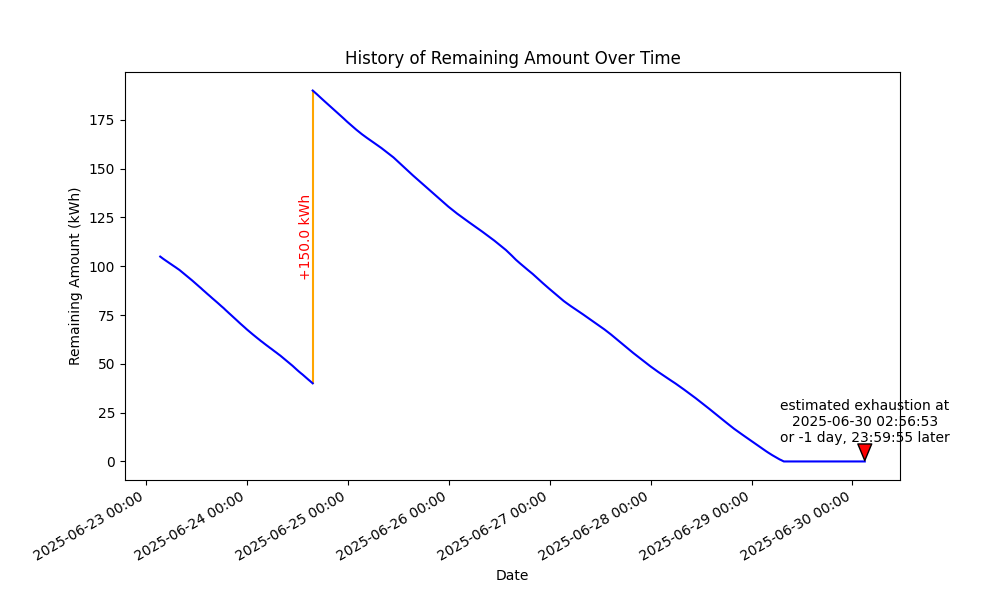 History of Remaining Amount Over Time
Remaining Amount (kWh)
175
150
125
100
75
50
25
0
+150.0 kWh
estimated exhaustion at
2025-06-30 02:56:53
or -1 day, 23:59:55 later
2025-06-23 00:00
2025-06-24 00:00
2025-06-25 00:00
2025-06-26 00:00
2025-06-27 00:00
2025-06-28 00:00
2025-06-29 00:00
2025-06-30 00:00
Date